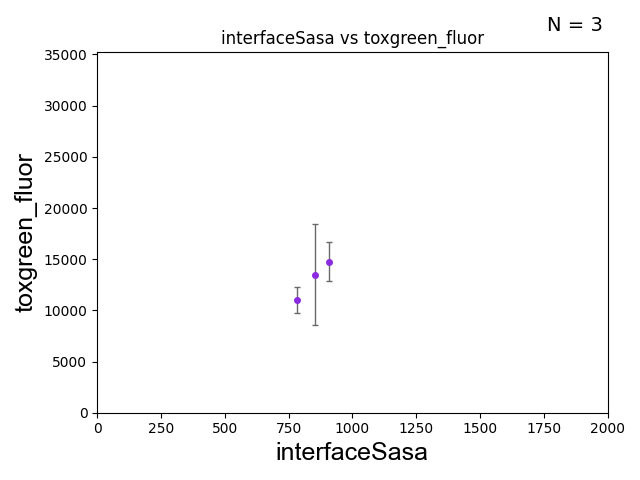 N = 3
interfaceSasa vs toxgreen_fluor
35000
30000
25000
20000
15000
10000
5000
0
toxgreen_fluor
0 250 500 750 1000 1250 1500 1750 2000
interfaceSasa